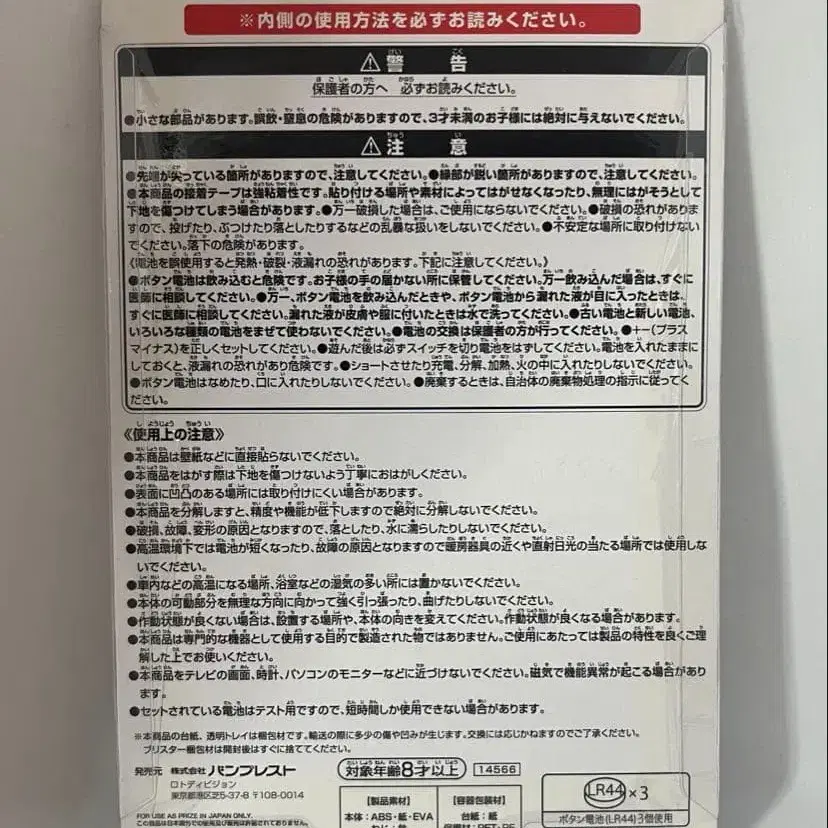 ※内側の使用方法を必ずお読みください。
⚠警告
保護者の方へ 必ずお読みください。
●小さな部品があります。誤飲・窒息の危険がありますので、3才未満のお子様には絶対に与えないでください。
⚠注意
●先端が尖っている箇所がありますので、注意してください。●縁部が鋭い箇所がありますので、注意してください。
●本商品の接着テープは強粘着性です。貼り付ける場所や素材によってはがせなくなったり、無理にはがそうとして
下地を傷つけてしまう場合があります。●万一破損した場合は、ご使用にならないでください。●破損の恐れがありま
すので、投げたり、ぶつけたり落としたりするなどの乱暴な扱いをしないでください。●不安定な場所に取り付けない
でください。落下の危険があります。
《電池を誤使用すると発熱・破裂・液漏れの恐れがあります。下記に注意してください。》
●ボタン電池は飲み込むと危険です。お子様の手の届かない所に保管してください。万一飲み込んだ場合は、すぐに
医師に相談してください。●万一、ボタン電池を飲み込んだときや、ボタン電池から漏れた液が目に入ったときは、
すぐに医師に相談してください。漏れた液が皮膚や服に付いたときは水で洗ってください。●古い電池と新しい電池、
いろいろな種類の電池をまぜて使わないでください。●電池の交換は保護者の方が行ってください。●+-(プラス
マイナス)を正しくセットしてください。●遊んだ後は必ずスイッチを切り電池をはずしてください。電池を入れたままに
しておくと、液漏れの恐れがあり危険です。●ショートさせたり充電、分解、加熱、火の中に入れたりしないでください。
●ボタン電池はなめたり、口に入れたりしないでください。●廃棄するときは、自治体の廃棄物処理の指示に従ってく
ださい。
《使用上の注意》
●本商品は壁紙などに直接貼らないでください。
●本商品をはがす際は下地を傷つけないよう丁寧におはがしください。
●表面に凹凸のある場所には取り付けにくい場合があります。
●本商品を分解しますと、精度や機能が低下しますので絶対に分解しないでください。
●破損、故障、変形の原因となりますので、落としたり、水に濡らしたりしないでください。
●高温環境下では電池が短くなったり、故障の原因となりますので暖房器具の近くや直射日光の当たる場所では使用しな
いでください。
●車内などの高温になる場所、浴室などの湿気の多い所には置かないでください。
●本体の可動部分を無理な方向に向かって強く引っ張ったり、曲げたりしないでください。
●作動状態が良くない場合は、設置する場所や、本体の向きを変えてください。作動状態が良くなる場合があります。
●本商品は専門的な機器として使用する目的で製造された物ではありません。ご使用にあたっては製品の特性を良くご理
解した上でお使いください。
●本商品をテレビの画面、時計、パソコンのモニターなどに近づけないでください。磁気で機能異常が起こる場合があり
ます。
●セットされている電池はテスト用ですので、短時間しか使用できない場合があります。
※本商品の台紙、透明トレイは梱包材です。輸送の際に多少の傷や凹みが生じます。交換には応じかねますのでご了承ください。
ブリスター梱包材は開封後はすぐに捨ててください。
発売元 株式会社 バンプレスト
ロトディビジョン
東京都港区芝5-37-8 〒108-0014
対象年齢8才以上
14566
LR44×3
ボタン電池(LR44)3個使用
FOR USE AS PRIZE IN JAPAN ONLY.
【製品素材】
本体:ABS・紙・EVA
【容器包装材】
台紙:紙